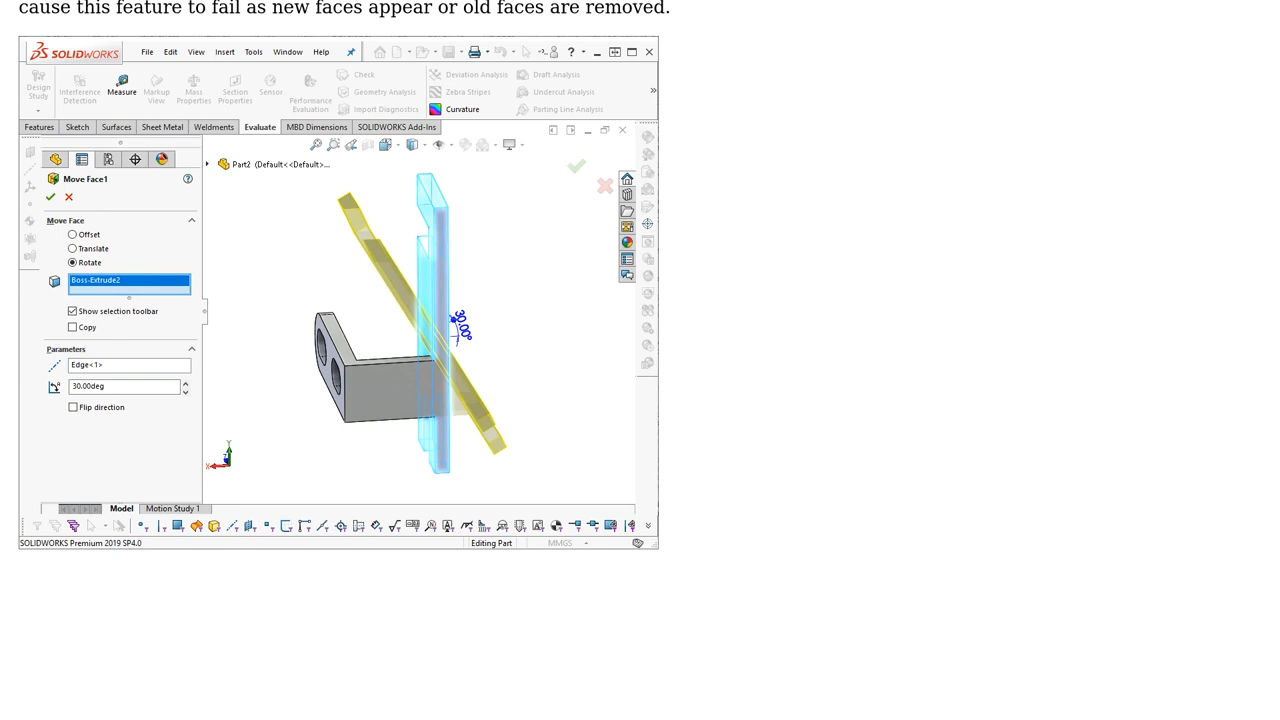 cause this feature to fail as new faces appear or old faces are removed.
SOLIDWORKS File Edit View Insert Tools Window Help
Design Study
Interference Detection
Measure
Markup View
Mass Properties
Section Properties
Sensor
Performance Evaluation
Check
Geometry Analysis
Import Diagnostics
Deviation Analysis
Zebra Stripes
Curvature
Draft Analysis
Undercut Analysis
Parting Line Analysis
Features Sketch Surfaces Sheet Metal Weldments Evaluate MBD Dimensions SOLIDWORKS Add-Ins
Part2 (Default<<Default>...
Move Face1
Move Face
Offset
Translate
Rotate
Boss-Extrude2
Show selection toolbar
Copy
Parameters
Edge<1>
30.00deg
Flip direction
30.00°
Y
X
Model Motion Study 1
SOLIDWORKS Premium 2019 SP4.0 Editing Part MMGS